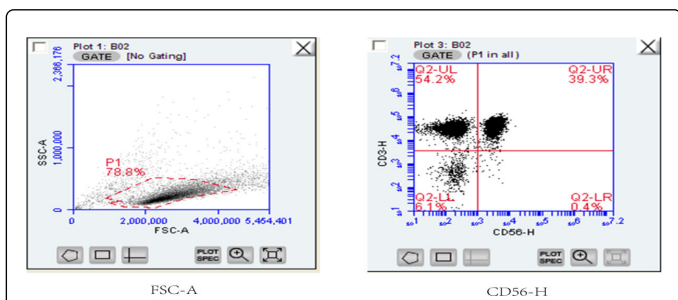 Plot 1: B02
GATE [No Gating]
2,366,176
1,000,000
0
SSC-A
P1
78.8%
0 2,000,000 4,000,000 5,454,401
FSC-A
PLOT SPEC
FSC-A
Plot 3: B02
GATE (P1 in all)
Q2-UL
54.2%
Q2-UR
39.3%
CD3-H
Q2-LL
6.1%
Q2-LR
0.4%
CD56-H
PLOT SPEC
CD56-H